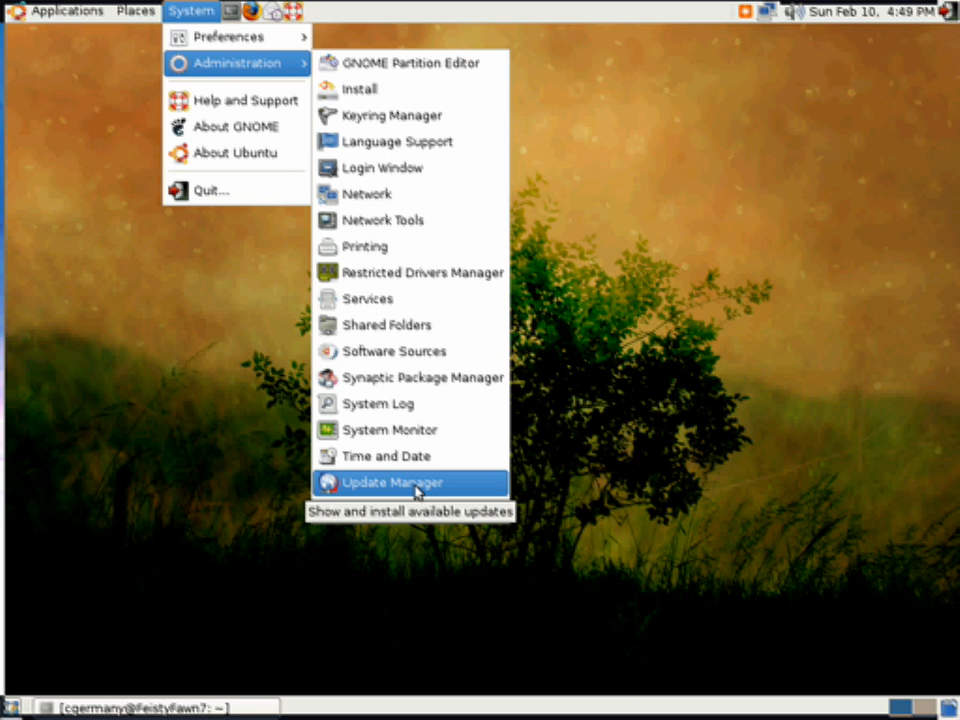 Applications Places System Sun Feb 10, 4:49 PM
Preferences
Administration
Help and Support
About GNOME
About Ubuntu
Quit...
GNOME Partition Editor
Install
Keyring Manager
Language Support
Login Window
Network
Network Tools
Printing
Restricted Drivers Manager
Services
Shared Folders
Software Sources
Synaptic Package Manager
System Log
System Monitor
Time and Date
Update Manager
Show and install available updates
[cgermany@FeistyFawn7: ~]